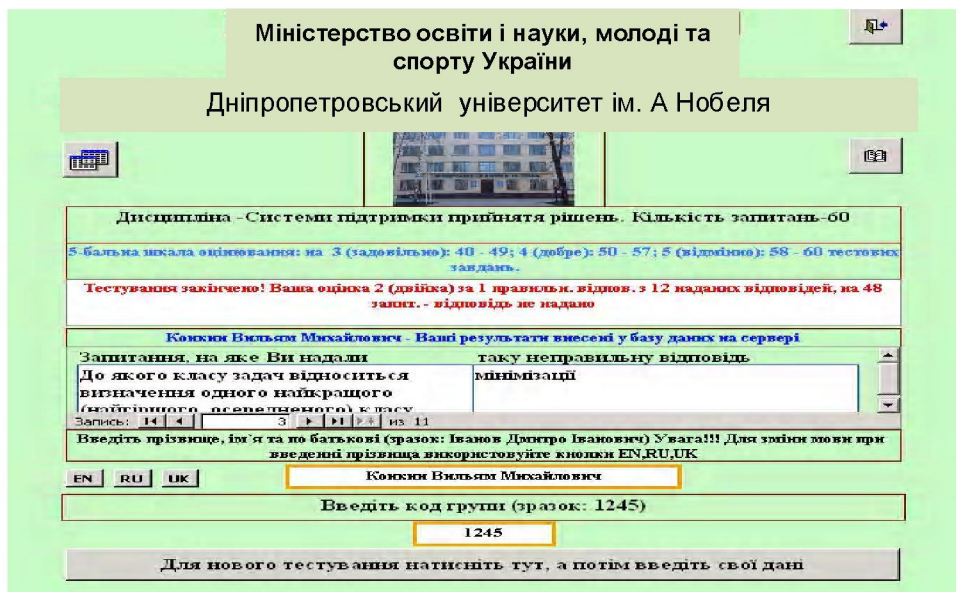 Міністерство освіти і науки, молоді та
спорту України
Дніпропетровський університет ім. А Нобеля
Дисципліна -Системи підтримки прийнятя рішень. Кількість запитань-60
5-бальна шкала оцінювання: на 3 (задовільно): 40 - 49; 4 (добре): 50 - 57; 5 (відмінно): 58 - 60 тестових
завдань.
Тестування закінчено! Ваша оцінка 2 (двійка) за 1 правильн. відпов. з 12 наданих відповідей, на 48
запит. - відповідь не надано
Конкин Вильям Михайлович - Ваші результати внесені у базу даних на сервері
Запитання, на яке Ви надали таку неправильну відповідь
До якого класу задач відноситься мінімізації
визначення одного найкращого
(найгіршого, осередненого) класу
Запись: 3 из 11
Введіть прізвище, ім'я та по батькові (зразок: Іванов Дмитро Іванович) Увага!!! Для зміни мови при
введенні прізвища використовуйте кнопки EN,RU,UK
EN RU UK Конкин Вильям Михайлович
Введіть код групи (зразок: 1245)
1245
Для нового тестування натисніть тут, а потім введіть свої дані